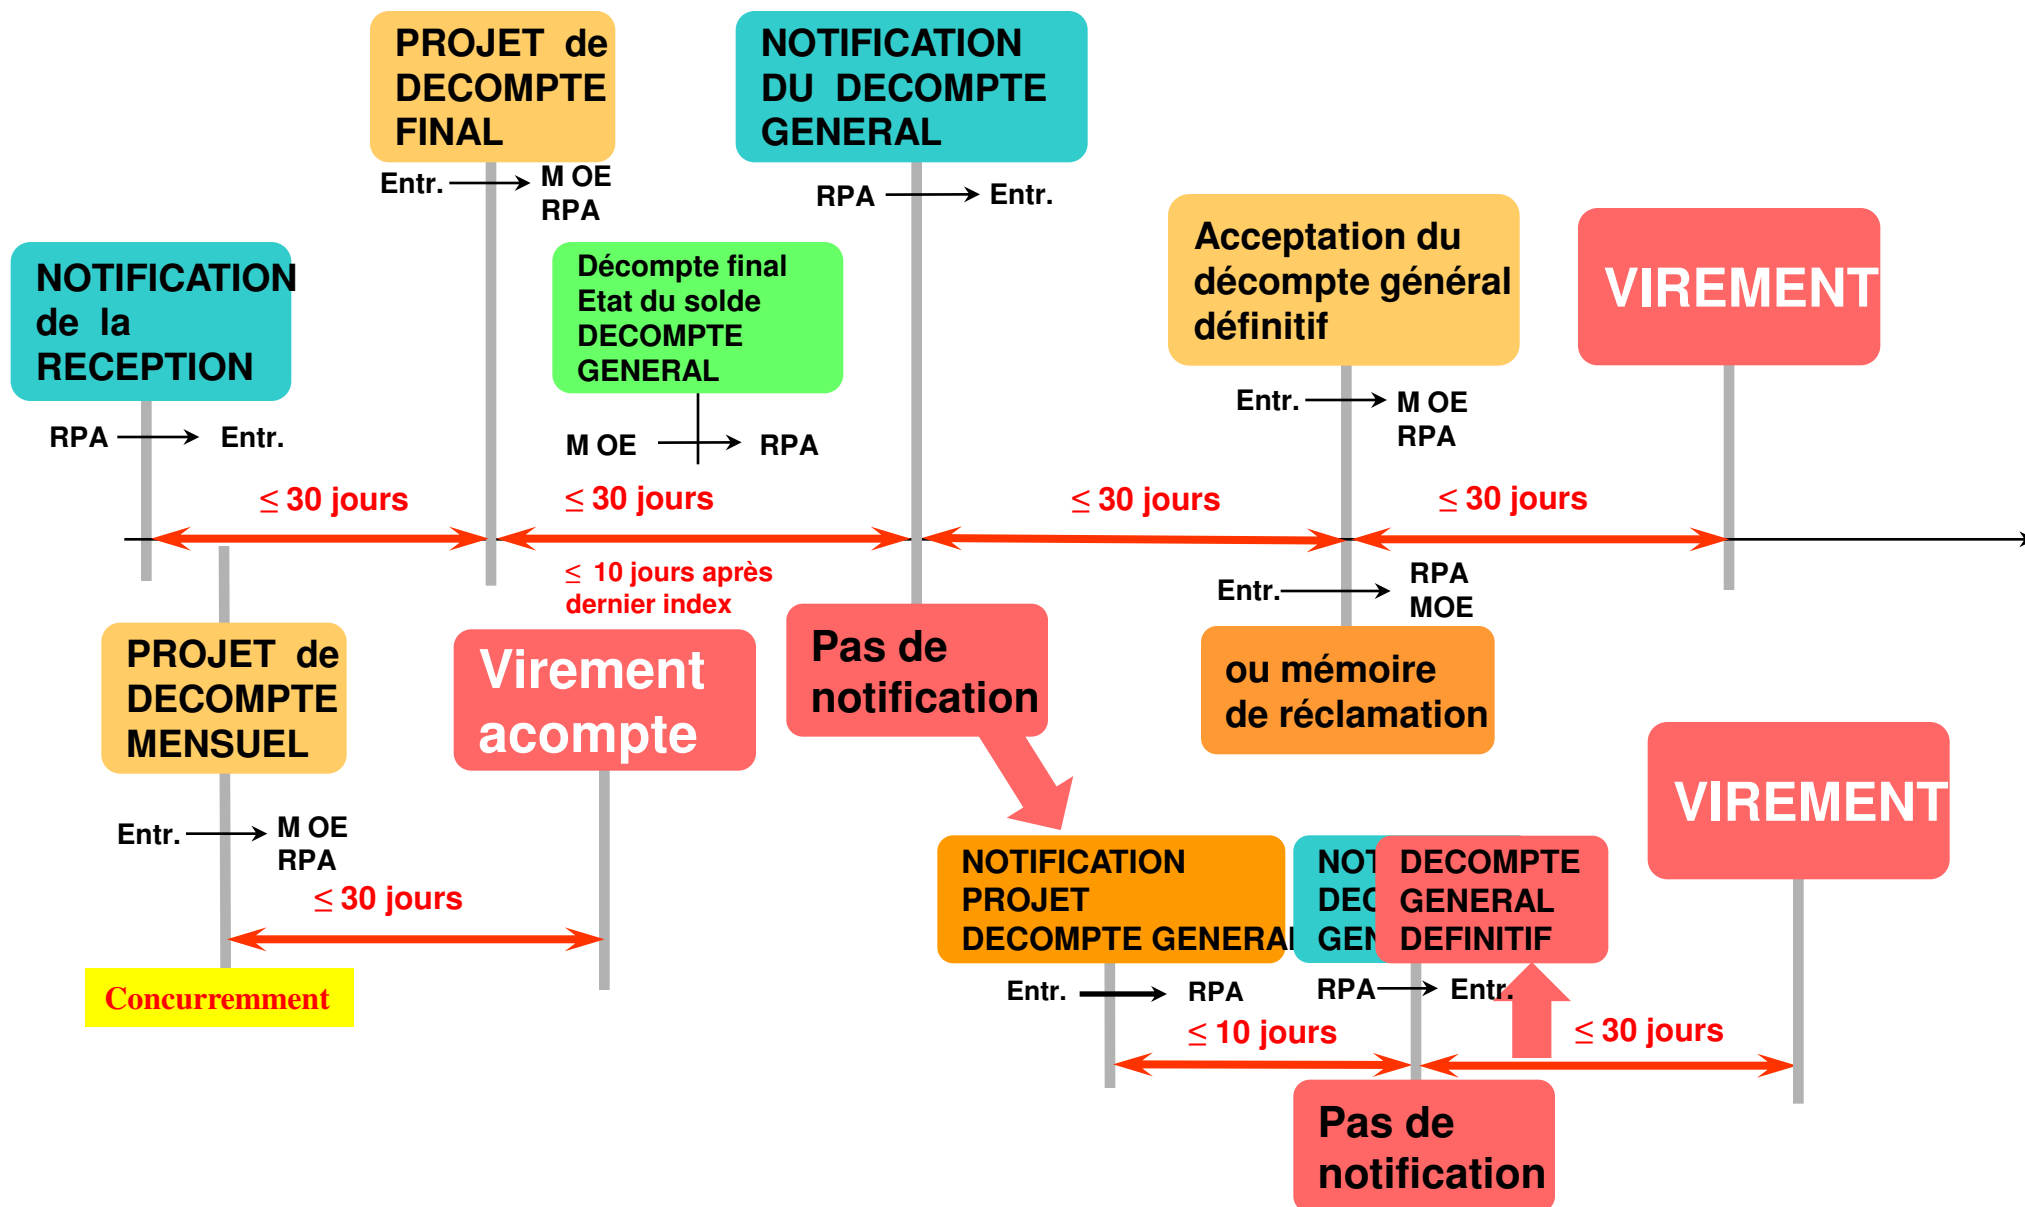 PROJET de
DECOMPTE
FINAL
Entr.
M OE
RPA
NOTIFICATION
DU DECOMPTE
GENERAL
RPA
Entr.
NOTIFICATION
de la
RECEPTION
RPA
Entr.
Décompte final
Etat du solde
DECOMPTE
GENERAL
M OE
RPA
Acceptation du
décompte général
définitif
Entr.
M OE
RPA
VIREMENT
≤ 30 jours
≤ 30 jours
≤ 30 jours
≤ 30 jours
≤ 10 jours après
dernier index
Entr.
RPA
MOE
PROJET de
DECOMPTE
MENSUEL
Entr.
M OE
RPA
≤ 30 jours
Concurremment
Virement
acompte
Pas de
notification
ou mémoire
de réclamation
VIREMENT
NOTIFICATION
PROJET
DECOMPTE GENERAL
Entr.
RPA
≤ 10 jours
DECOMPTE
GENERAL
DEFINITIF
RPA
Entr.
≤ 30 jours
Pas de
notification